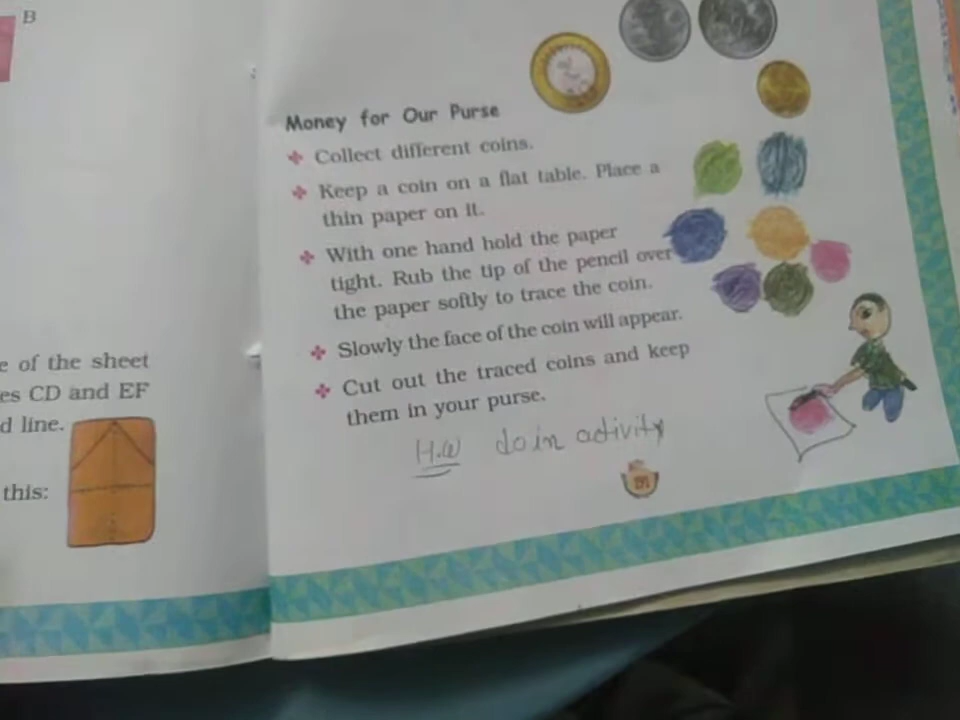 B
e of the sheet
es CD and EF
d line.
this:
Money for Our Purse
Collect different coins.
Keep a coin on a flat table. Place a
thin paper on it.
With one hand hold the paper
tight. Rub the tip of the pencil over
the paper softly to trace the coin.
Slowly the face of the coin will appear.
Cut out the traced coins and keep
them in your purse.
H.W do in activity